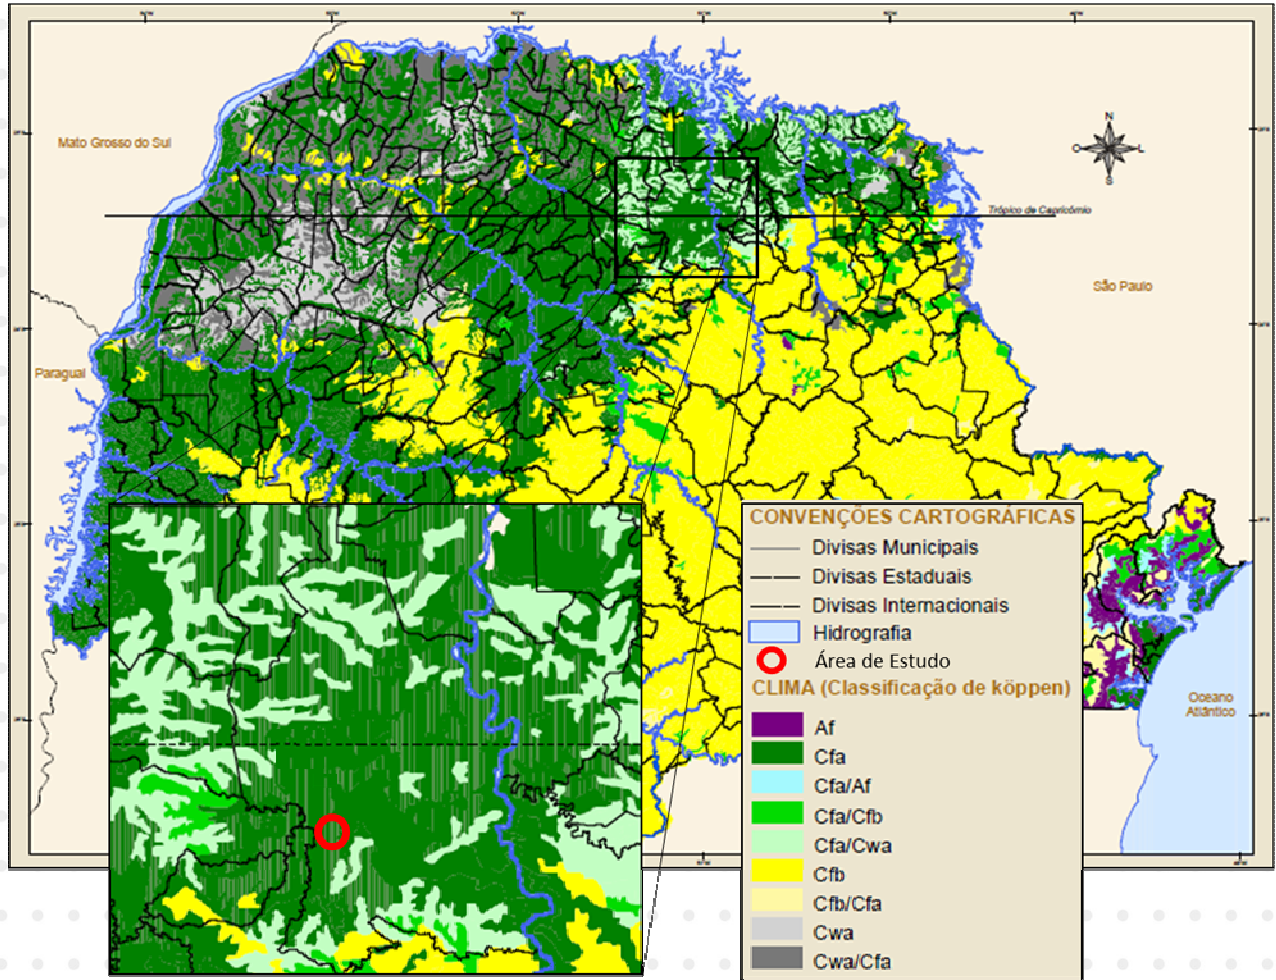 N
O
L
S
Mato Grosso do Sul
Trópico de Capricórnio
São Paulo
Paraguai
CONVENÇÕES CARTOGRÁFICAS
Divisas Municipais
Divisas Estaduais
Divisas Internacionais
Hidrografia
Área de Estudo
CLIMA (Classificação de köppen)
Af
Cfa
Cfa/Af
Cfa/Cfb
Cfa/Cwa
Cfb
Cfb/Cfa
Cwa
Cwa/Cfa
Oceano
Atlântico